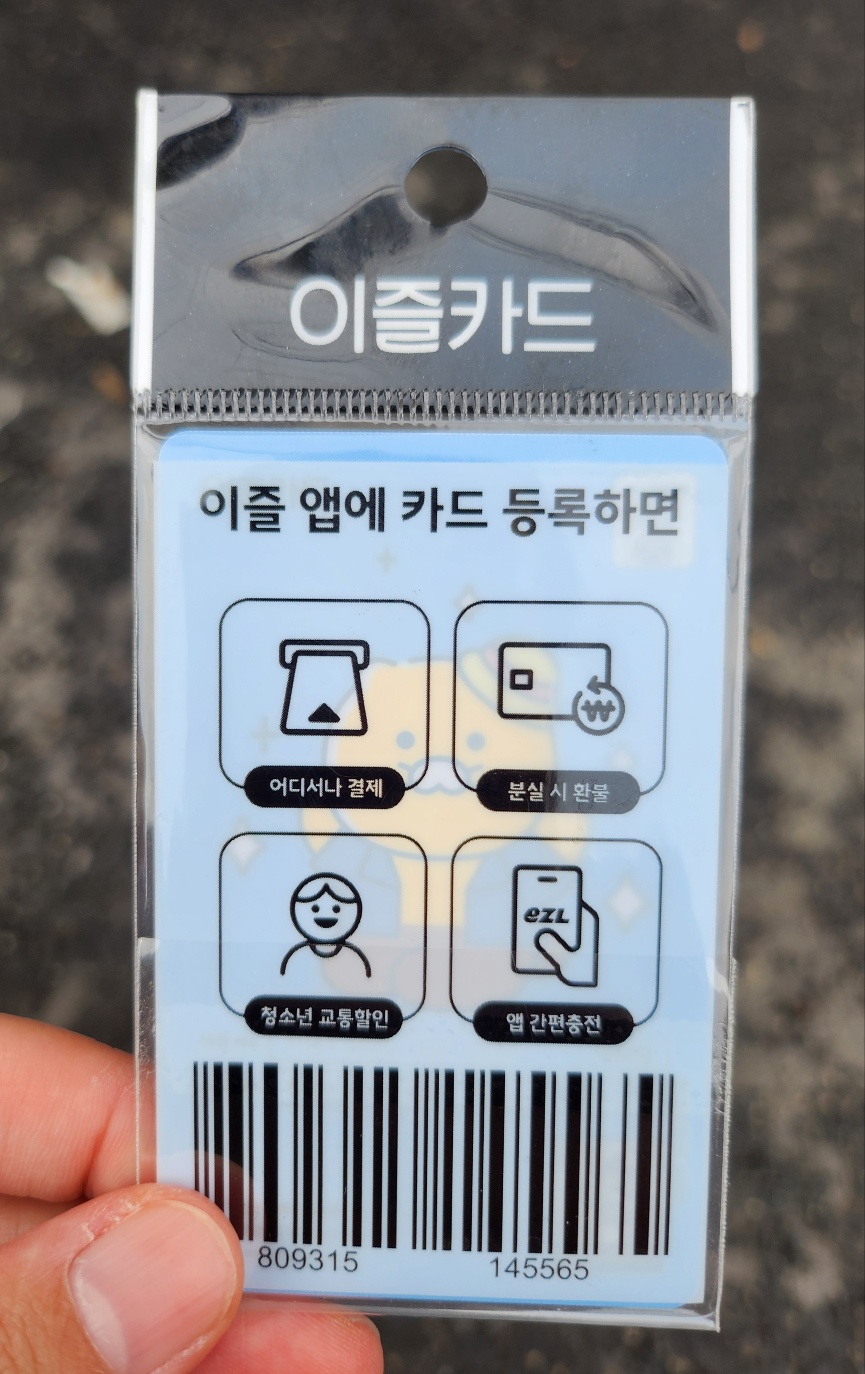 이즐카드
이즐 앱에 카드 등록하면
어디서나 결제
분실 시 환불
ezl
청소년 교통할인
앱 간편충전
809315 145565